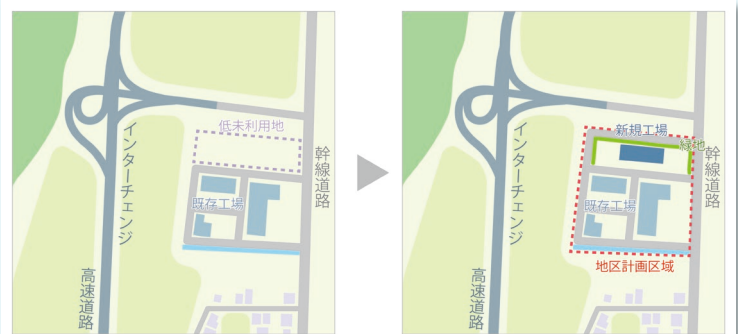 低未利用地
インターチェンジ
幹線道路
既存工場
高速道路
新規工場
緑地
インターチェンジ
幹線道路
既存工場
地区計画区域
高速道路